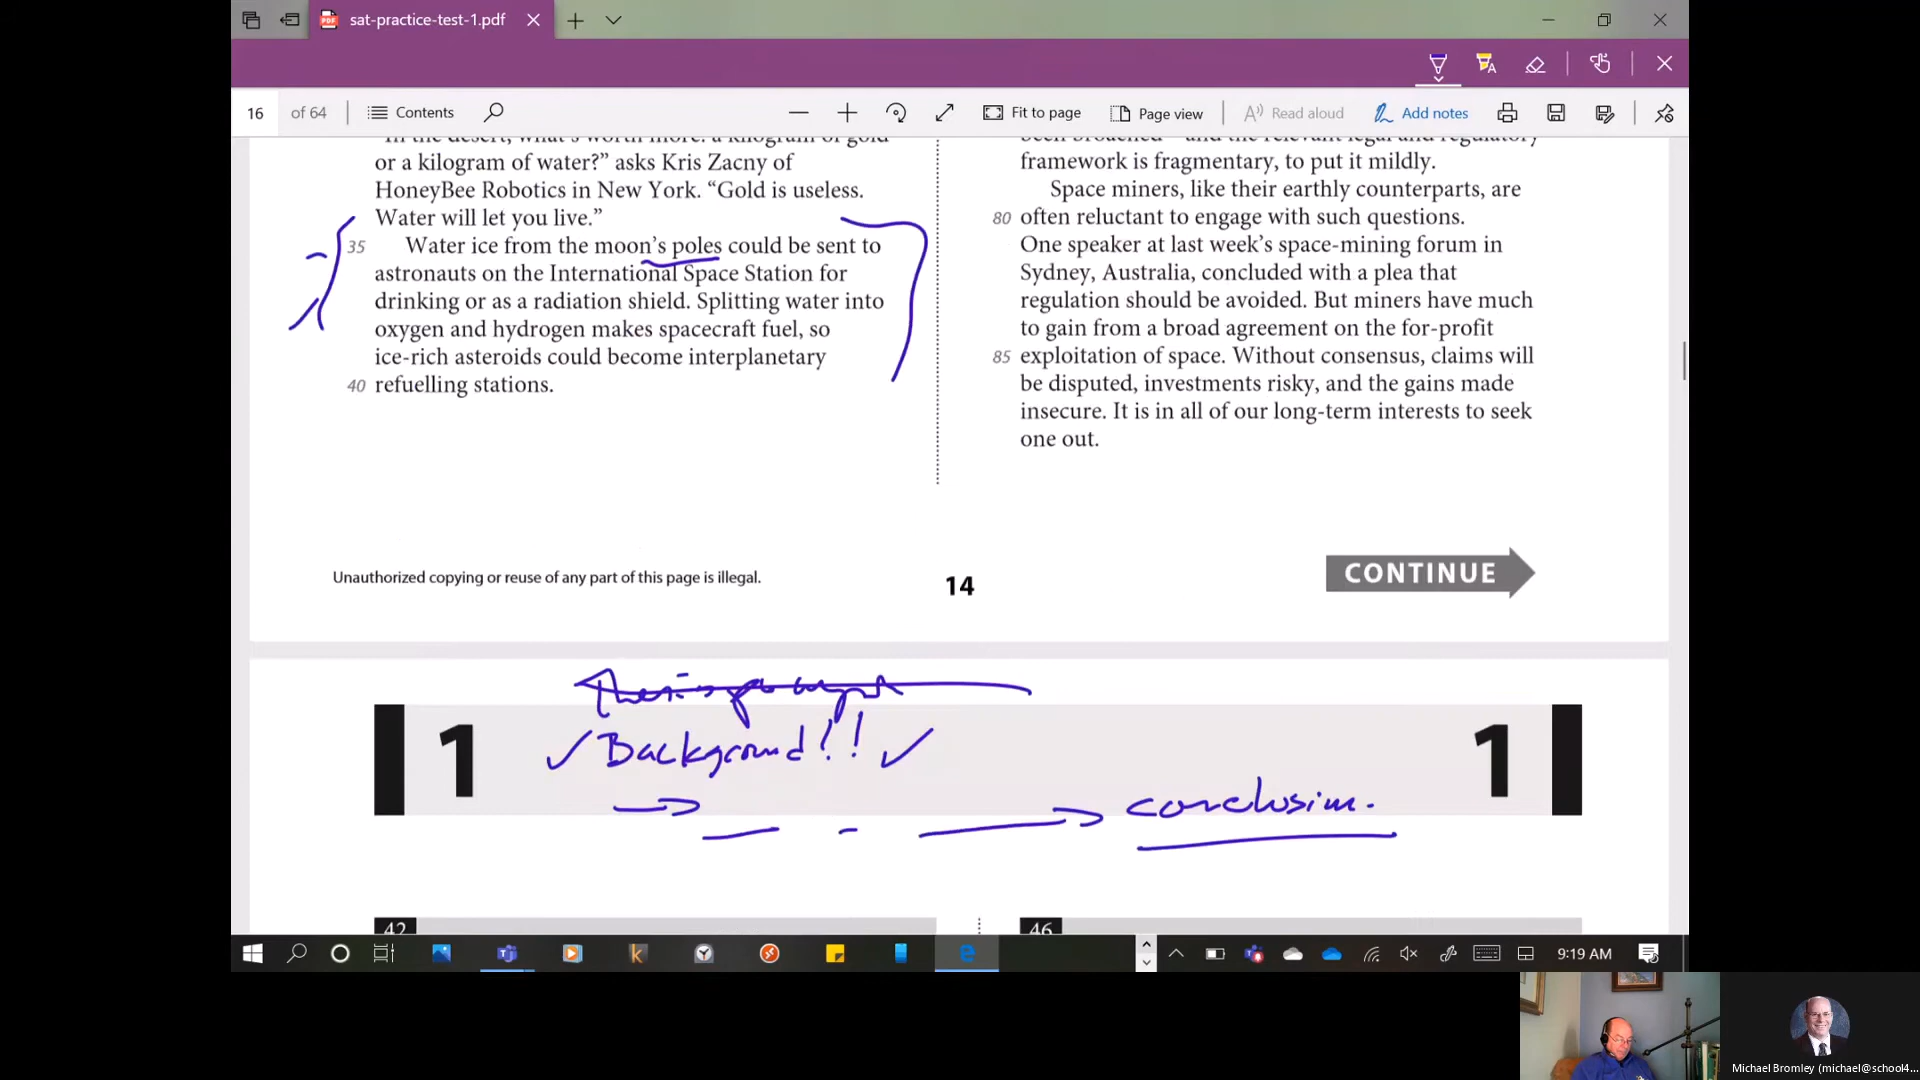 sat-practice-test-1.pdf
16 of 64 Contents Fit to page Page view Read aloud Add notes
or a kilogram of water?” asks Kris Zacny of
HoneyBee Robotics in New York. “Gold is useless.
Water will let you live.”
35 Water ice from the moon’s poles could be sent to
astronauts on the International Space Station for
drinking or as a radiation shield. Splitting water into
oxygen and hydrogen makes spacecraft fuel, so
ice-rich asteroids could become interplanetary
40 refuelling stations.
framework is fragmentary, to put it mildly.
Space miners, like their earthly counterparts, are
80 often reluctant to engage with such questions.
One speaker at last week’s space-mining forum in
Sydney, Australia, concluded with a plea that
regulation should be avoided. But miners have much
to gain from a broad agreement on the for-profit
85 exploitation of space. Without consensus, claims will
be disputed, investments risky, and the gains made
insecure. It is in all of our long-term interests to seek
one out.
Unauthorized copying or reuse of any part of this page is illegal.
14
CONTINUE
1 1
Background!!
conclusion.
42 46
9:19 AM
Michael Bromley (michael@school4...